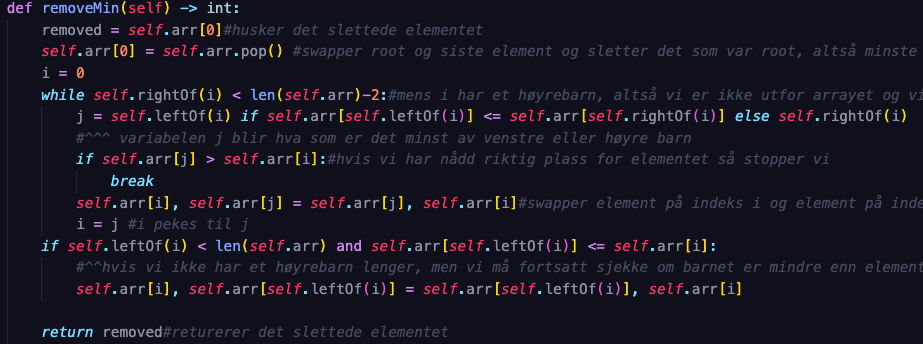 def removeMin(self) -> int:
removed = self.arr[0]#husker det slettede elementet
self.arr[0] = self.arr.pop() #swapper root og siste element og sletter det som var root, altså minste
i = 0
while self.rightOf(i) < len(self.arr)-2:#mens i har et høyrebarn, altså vi er ikke utfor arrayet og vi
j = self.leftOf(i) if self.arr[self.leftOf(i)] <= self.arr[self.rightOf(i)] else self.rightOf(i)
#^^^ variabelen j blir hva som er det minst av venstre eller høyre barn
if self.arr[j] > self.arr[i]:#hvis vi har nådd riktig plass for elementet så stopper vi
break
self.arr[i], self.arr[j] = self.arr[j], self.arr[i]#swapper element på indeks i og element på inde
i = j #i pekes til j
if self.leftOf(i) < len(self.arr) and self.arr[self.leftOf(i)] <= self.arr[i]:
#^^hvis vi ikke har et høyrebarn lenger, men vi må fortsatt sjekke om barnet er mindre enn element
self.arr[i], self.arr[self.leftOf(i)] = self.arr[self.leftOf(i)], self.arr[i]
return removed#returerer det slettede elementet